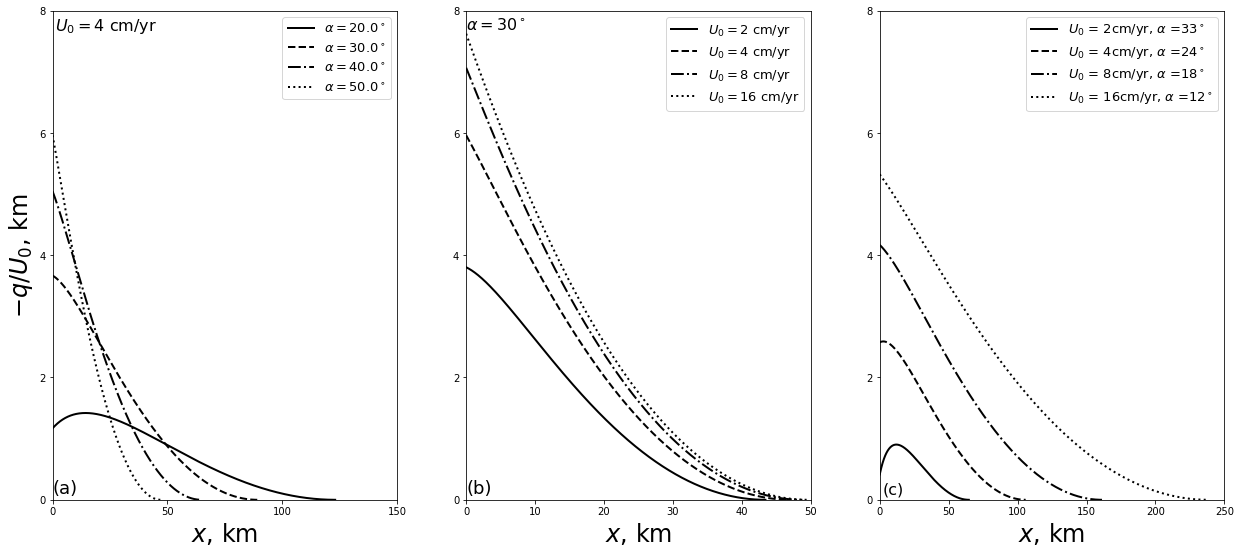 U₀ = 4 cm/yr
α = 20.0°
α = 30.0°
α = 40.0°
α = 50.0°
8
6
4
2
0
−q/U₀, km
(a)
0 50 100 150
x, km
α = 30°
U₀ = 2 cm/yr
U₀ = 4 cm/yr
U₀ = 8 cm/yr
U₀ = 16 cm/yr
8
6
4
2
0
(b)
0 10 20 30 40 50
x, km
U₀ = 2cm/yr, α =33°
U₀ = 4cm/yr, α =24°
U₀ = 8cm/yr, α =18°
U₀ = 16cm/yr, α =12°
8
6
4
2
0
(c)
0 50 100 150 200 250
x, km